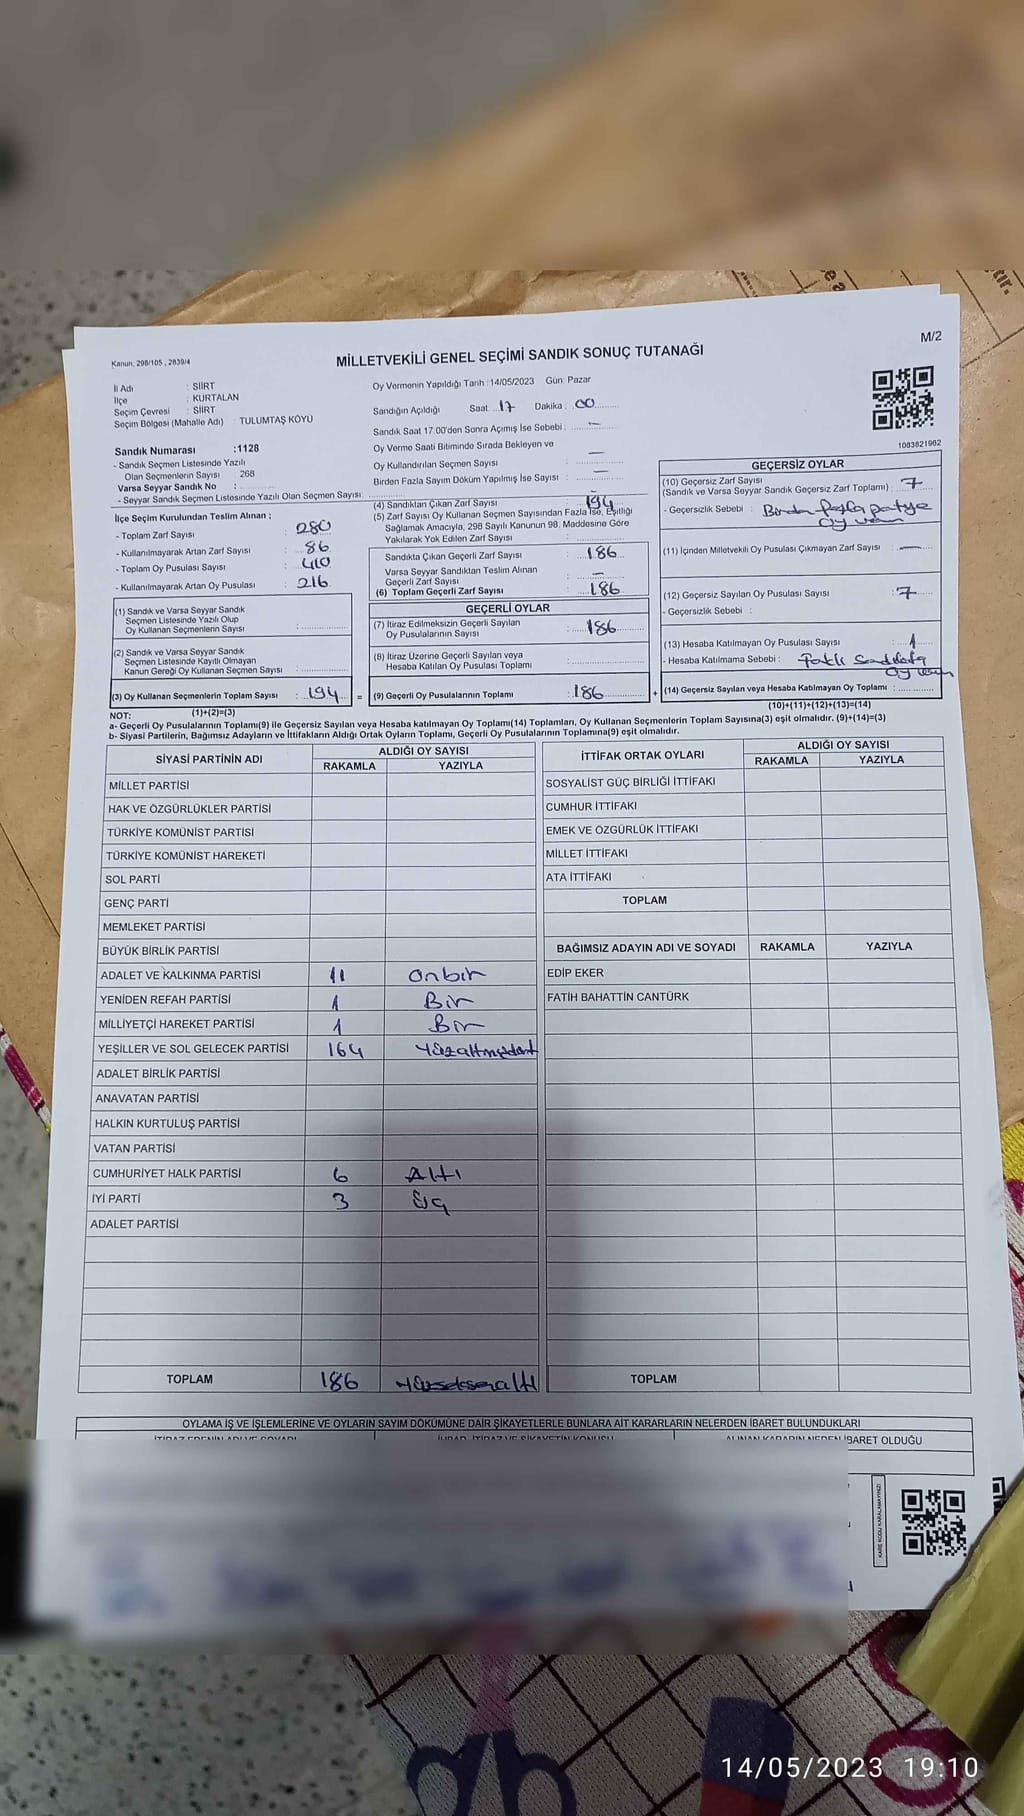 M/2
Kanun. 298/105 , 2839/4
MİLLETVEKİLİ GENEL SEÇİMİ SANDIK SONUÇ TUTANAĞI
İl Adı : SİİRT
İlçe : KURTALAN
Seçim Çevresi : SİİRT
Seçim Bölgesi (Mahalle Adı) : TULUMTAŞ KÖYÜ
Oy Vermenin Yapıldığı Tarih :14/05/2023 Gün Pazar
Sandığın Açıldığı Saat 17 Dakika : 00
Sandık Saat 17.00'den Sonra Açımış İse Sebebi : —
Oy Verme Saati Bitiminde Sırada Bekleyen ve
Oy Kullandırılan Seçmen Sayısı : —
Birden Fazla Sayım Döküm Yapılmış İse Sayısı : —
1083821962
Sandık Numarası :1128
- Sandık Seçmen Listesinde Yazılı
Olan Seçmenlerin Sayısı : 268
Varsa Seyyar Sandık No :
- Seyyar Sandık Seçmen Listesinde Yazılı Olan Seçmen Sayısı:
İlçe Seçim Kurulundan Teslim Alınan ;
- Toplam Zarf Sayısı : 280
- Kullanılmayarak Artan Zarf Sayısı : 86
- Toplam Oy Pusulası Sayısı : 410
- Kullanılmayarak Artan Oy Pusulası : 216
(1) Sandık ve Varsa Seyyar Sandık
Seçmen Listesinde Yazılı Olup
Oy Kullanan Seçmenlerin Sayısı :
(2) Sandık ve Varsa Seyyar Sandık
Seçmen Listesinde Kayıtlı Olmayan
Kanun Gereği Oy Kullanan Seçmen Sayısı :
(3) Oy Kullanan Seçmenlerin Toplam Sayısı : 194 =
(1)+(2)=(3)
(4) Sandıktan Çıkan Zarf Sayısı : 194
(5) Zarf Sayısı Oy Kullanan Seçmen Sayısından Fazla İse, Eşitliği
Sağlamak Amacıyla, 298 Sayılı Kanunun 98. Maddesine Göre
Yakılarak Yok Edilen Zarf Sayısı :
Sandıkta Çıkan Geçerli Zarf Sayısı : 186
Varsa Seyyar Sandıktan Teslim Alınan
Geçerli Zarf Sayısı : —
(6) Toplam Geçerli Zarf Sayısı : 186
GEÇERLİ OYLAR
(7) İtiraz Edilmeksizin Geçerli Sayılan
Oy Pusulalarının Sayısı : 186
(8) İtiraz Üzerine Geçerli Sayılan veya
Hesaba Katılan Oy Pusulası Toplamı :
(9) Geçerli Oy Pusulalarının Toplamı : 186 +
GEÇERSİZ OYLAR
(10) Geçersiz Zarf Sayısı : 7
(Sandık ve Varsa Seyyar Sandık Geçersiz Zarf Toplamı)
- Geçersizlik Sebebi : Birden fazla partiye
oy
(11) İçinden Milletvekili Oy Pusulası Çıkmayan Zarf Sayısı : —
(12) Geçersiz Sayılan Oy Pusulası Sayısı : 7
- Geçersizlik Sebebi :
(13) Hesaba Katılmayan Oy Pusulası Sayısı : 1
- Hesaba Katılmama Sebebi :
oy
(14) Geçersiz Sayılan veya Hesaba Katılmayan Oy Toplamı :
(10)+(11)+(12)+(13)=(14)
NOT:
a- Geçerli Oy Pusulalarının Toplamı(9) ile Geçersiz Sayılan veya Hesaba katılmayan Oy Toplamı(14) Toplamları, Oy Kullanan Seçmenlerin Toplam Sayısına(3) eşit olmalıdır. (9)+(14)=(3)
b- Siyasi Partilerin, Bağımsız Adayların ve İttifakların Aldığı Oyların Toplamı, Geçerli Oy Pusulalarının Toplamına(9) eşit olmalıdır.
SİYASİ PARTİNİN ADI ALDIĞI OY SAYISI
RAKAMLA YAZIYLA
MİLLET PARTİSİ
HAK VE ÖZGÜRLÜKLER PARTİSİ
TÜRKİYE KOMÜNİST PARTİSİ
TÜRKİYE KOMÜNİST HAREKETİ
SOL PARTİ
GENÇ PARTİ
MEMLEKET PARTİSİ
BÜYÜK BİRLİK PARTİSİ
ADALET VE KALKINMA PARTİSİ 11 Onbir
YENİDEN REFAH PARTİSİ 1 Bir
MİLLİYETÇİ HAREKET PARTİSİ 1 Bir
YEŞİLLER VE SOL GELECEK PARTİSİ 164 Yüzaltmışdört
ADALET BİRLİK PARTİSİ
ANAVATAN PARTİSİ
HALKIN KURTULUŞ PARTİSİ
VATAN PARTİSİ
CUMHURİYET HALK PARTİSİ 6 Altı
İYİ PARTİ 3 Üç
ADALET PARTİSİ
TOPLAM 186 Yüzseksenaltı
İTTİFAK ORTAK OYLARI ALDIĞI OY SAYISI
RAKAMLA YAZIYLA
SOSYALİST GÜÇ BİRLİĞİ İTTİFAKI
CUMHUR İTTİFAKI
EMEK VE ÖZGÜRLÜK İTTİFAKI
MİLLET İTTİFAKI
ATA İTTİFAKI
TOPLAM
BAĞIMSIZ ADAYIN ADI VE SOYADI RAKAMLA YAZIYLA
EDİP EKER
FATİH BAHATTİN CANTÜRK
TOPLAM
OYLAMA İŞ VE İŞLEMLERİNE VE OYLARIN SAYIM DÖKÜMÜNE DAİR ŞİKAYETLERLE BUNLARA AİT KARARLARIN NELERDEN İBARET BULUNDUKLARI
İTİRAZ EDENİN ADI VE SOYADI İHBAR, İTİRAZ VE ŞİKAYETİN KONUSU ALINAN KARARIN NEDEN İBARET OLDUĞU
KARE KODU KARALAMAYINIZ!
14/05/2023 19:10